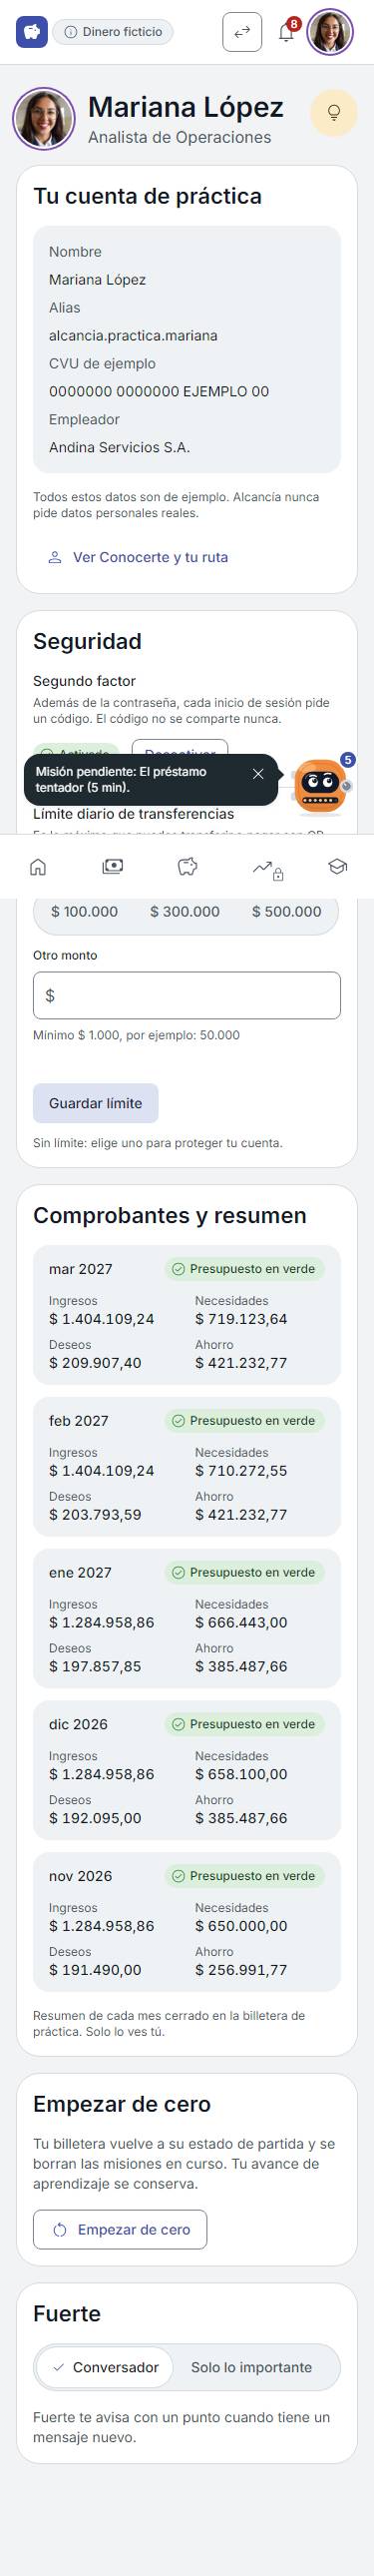 Dinero ficticio
8
Mariana López
Analista de Operaciones
Tu cuenta de práctica
Nombre
Mariana López
Alias
alcancia.practica.mariana
CVU de ejemplo
0000000 0000000 EJEMPLO 00
Empleador
Andina Servicios S.A.
Todos estos datos son de ejemplo. Alcancía nunca
pide datos personales reales.
Ver Conocerte y tu ruta
Seguridad
Segundo factor
Además de la contraseña, cada inicio de sesión pide
un código. El código no se comparte nunca.
Activado Desactivar
Misión pendiente: El préstamo
tentador (5 min).
5
Límite diario de transferencias
$ 100.000 $ 300.000 $ 500.000
Otro monto
$
Mínimo $ 1.000, por ejemplo: 50.000
Guardar límite
Sin límite: elige uno para proteger tu cuenta.
Comprobantes y resumen
mar 2027 Presupuesto en verde
Ingresos Necesidades
$ 1.404.109,24 $ 719.123,64
Deseos Ahorro
$ 209.907,40 $ 421.232,77
feb 2027 Presupuesto en verde
Ingresos Necesidades
$ 1.404.109,24 $ 710.272,55
Deseos Ahorro
$ 203.793,59 $ 421.232,77
ene 2027 Presupuesto en verde
Ingresos Necesidades
$ 1.284.958,86 $ 666.443,00
Deseos Ahorro
$ 197.857,85 $ 385.487,66
dic 2026 Presupuesto en verde
Ingresos Necesidades
$ 1.284.958,86 $ 658.100,00
Deseos Ahorro
$ 192.095,00 $ 385.487,66
nov 2026 Presupuesto en verde
Ingresos Necesidades
$ 1.284.958,86 $ 650.000,00
Deseos Ahorro
$ 191.490,00 $ 256.991,77
Resumen de cada mes cerrado en la billetera de
práctica. Solo lo ves tú.
Empezar de cero
Tu billetera vuelve a su estado de partida y se
borran las misiones en curso. Tu avance de
aprendizaje se conserva.
Empezar de cero
Fuerte
Conversador Solo lo importante
Fuerte te avisa con un punto cuando tiene un
mensaje nuevo.